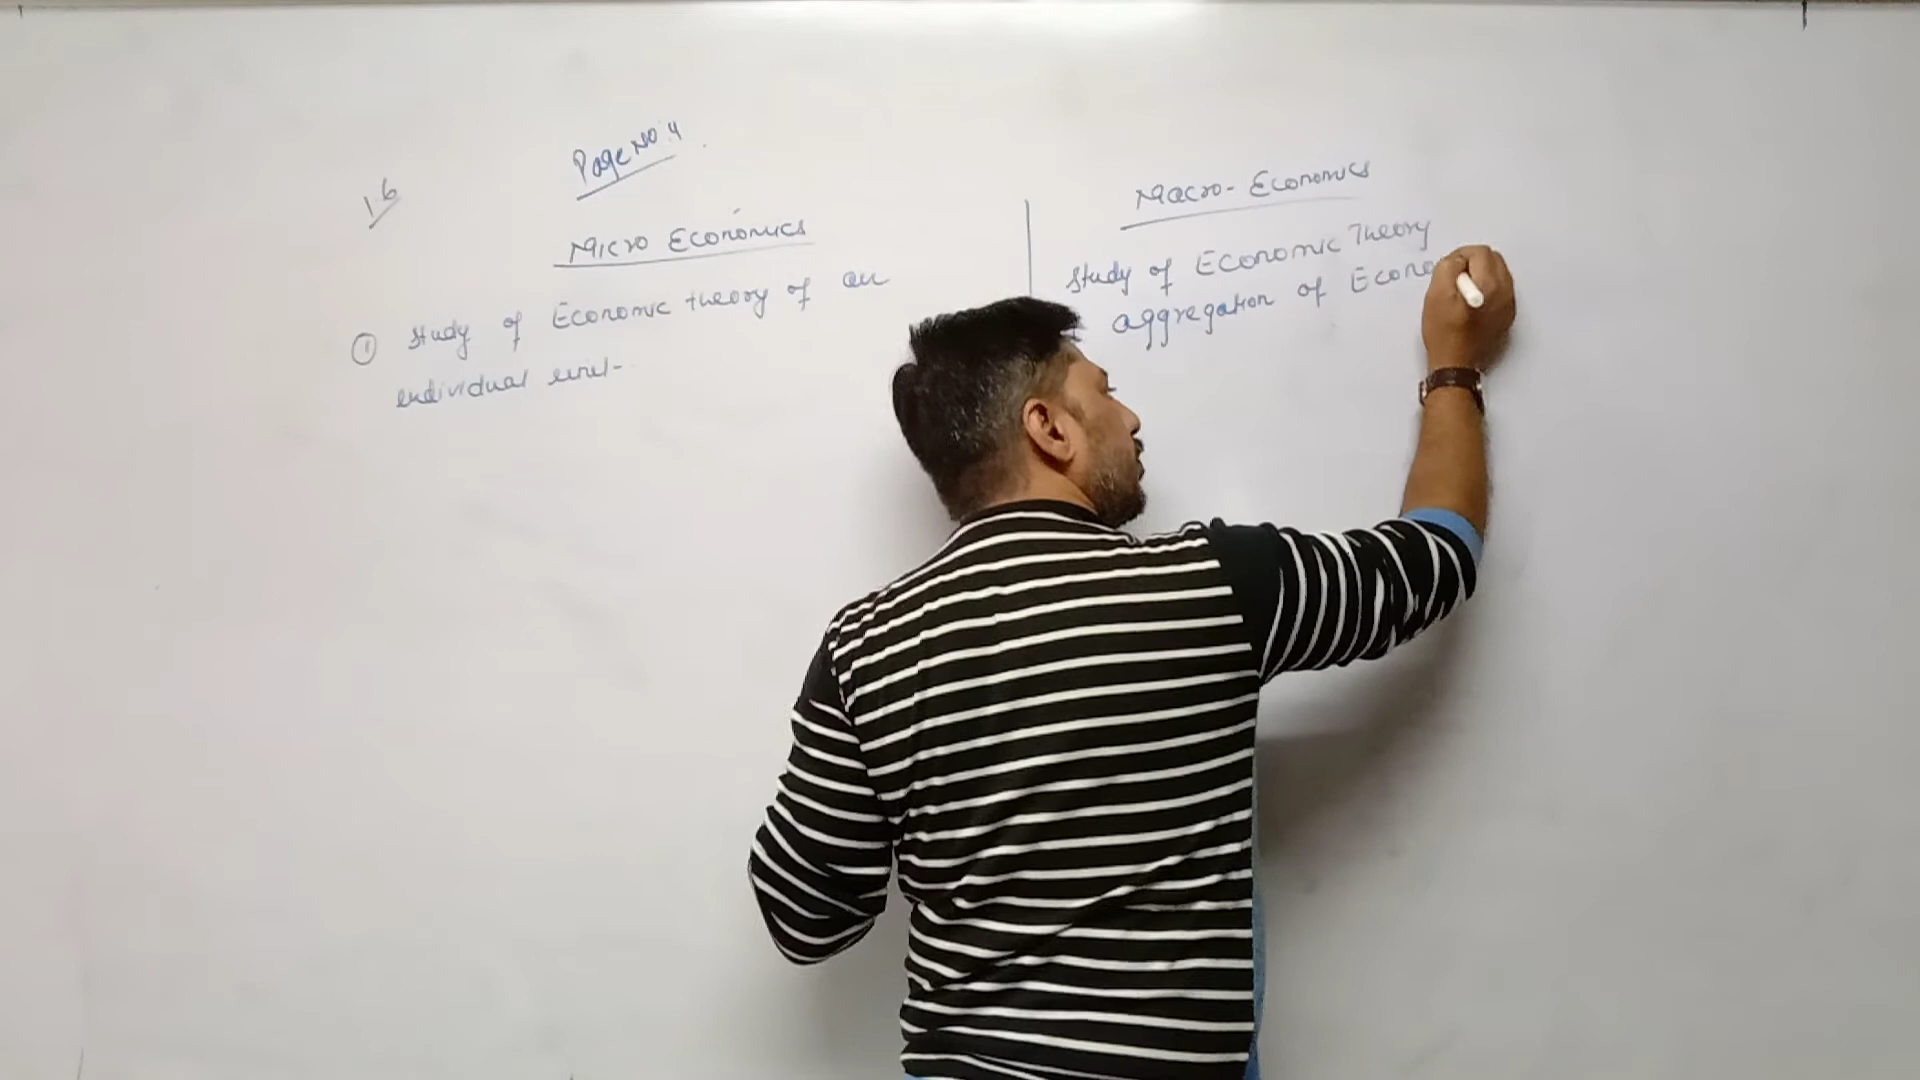 Page No. 4
1.6
Micro Economics
① Study of Economic theory of an
individual unit-
Macro-Economics
Study of Economic Theory
aggregation of Econo